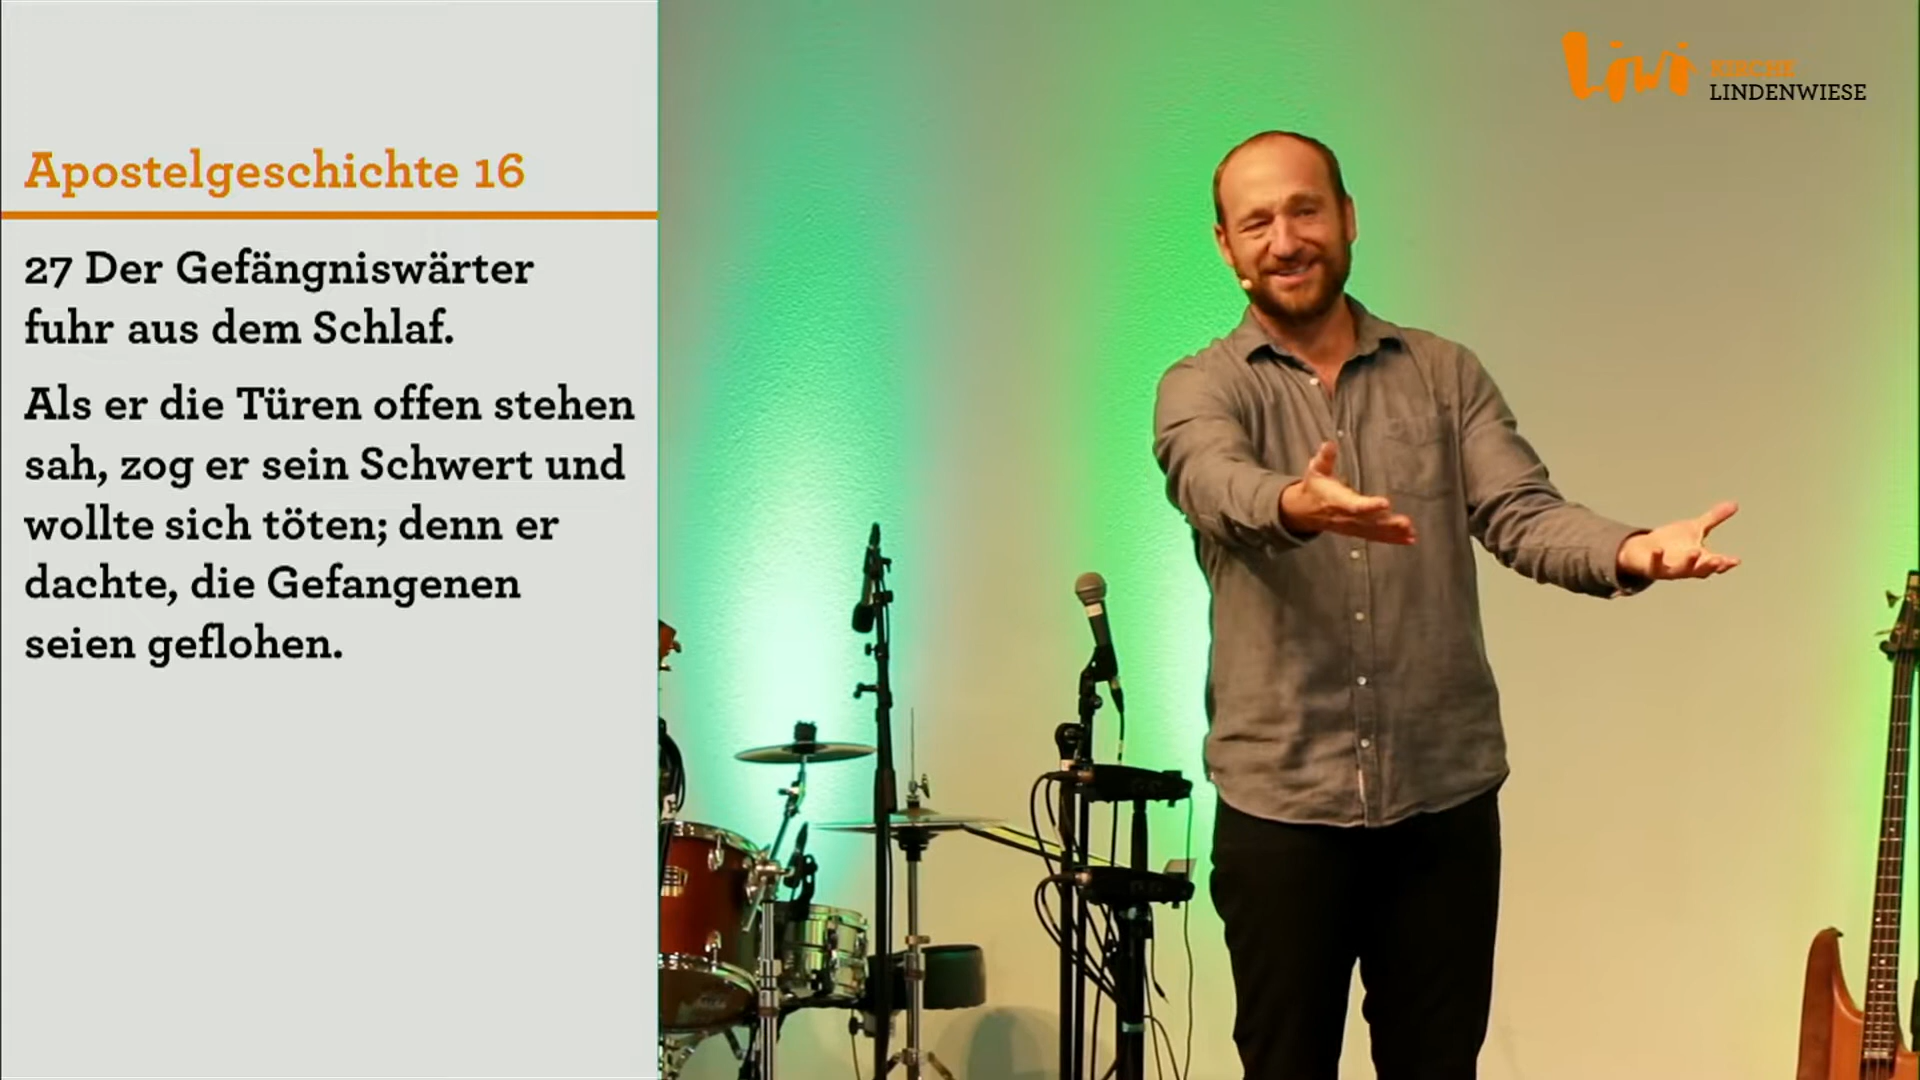 Apostelgeschichte 16
27 Der Gefängniswärter
fuhr aus dem Schlaf.
Als er die Türen offen stehen
sah, zog er sein Schwert und
wollte sich töten; denn er
dachte, die Gefangenen
seien geflohen.
Liwi
KIRCHE
LINDENWIESE